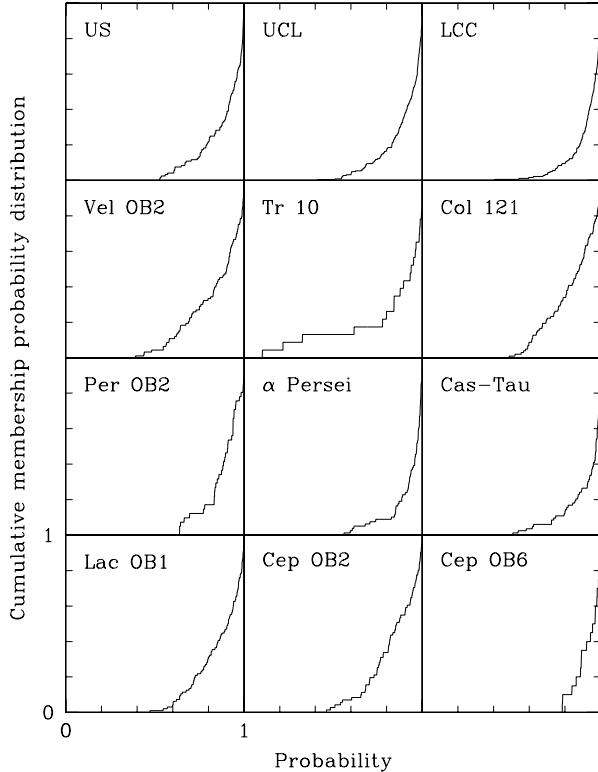 US
UCL
LCC
Vel OB2
Tr 10
Col 121
Per OB2
α Persei
Cas-Tau
Lac OB1
Cep OB2
Cep OB6
Cumulative membership probability distribution
1
0
0
1
Probability